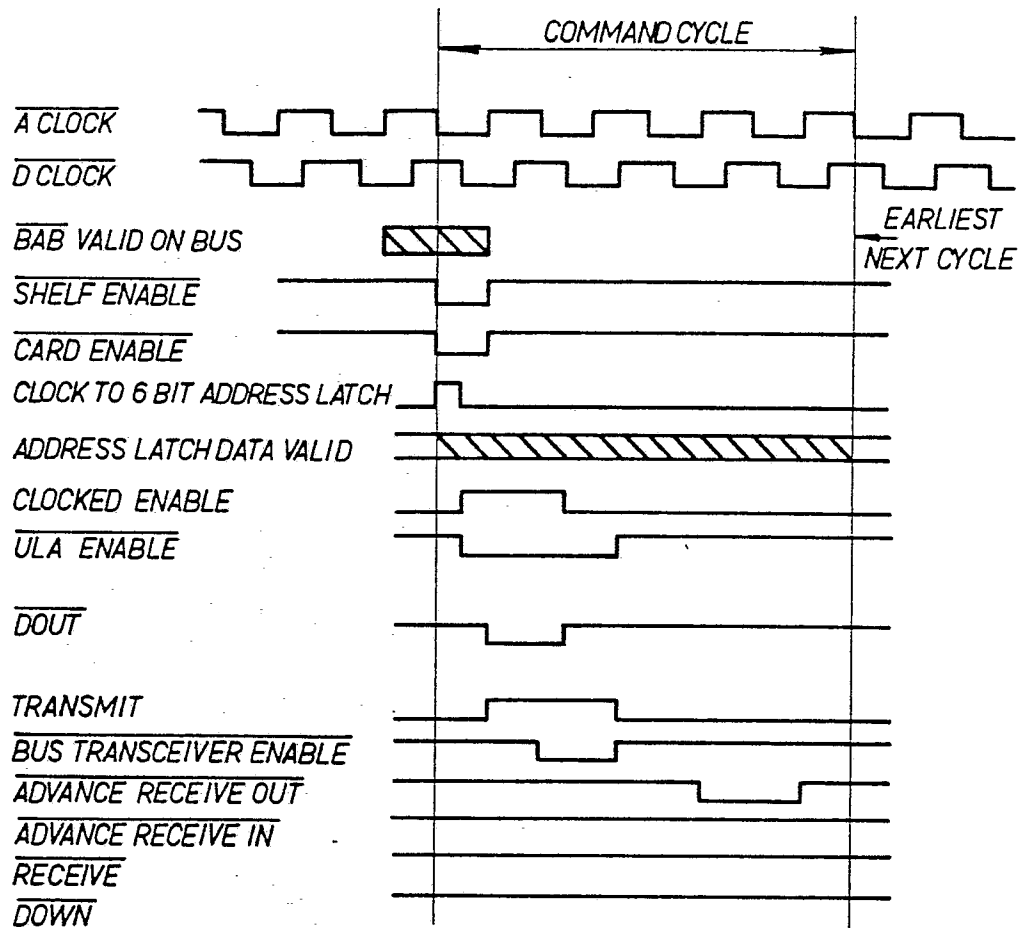 COMMAND CYCLE
A CLOCK
D CLOCK
BAB VALID ON BUS
EARLIEST
NEXT CYCLE
SHELF ENABLE
CARD ENABLE
CLOCK TO 6 BIT ADDRESS LATCH
ADDRESS LATCH DATA VALID
CLOCKED ENABLE
ULA ENABLE
DOUT
TRANSMIT
BUS TRANSCEIVER ENABLE
ADVANCE RECEIVE OUT
ADVANCE RECEIVE IN
RECEIVE
DOWN